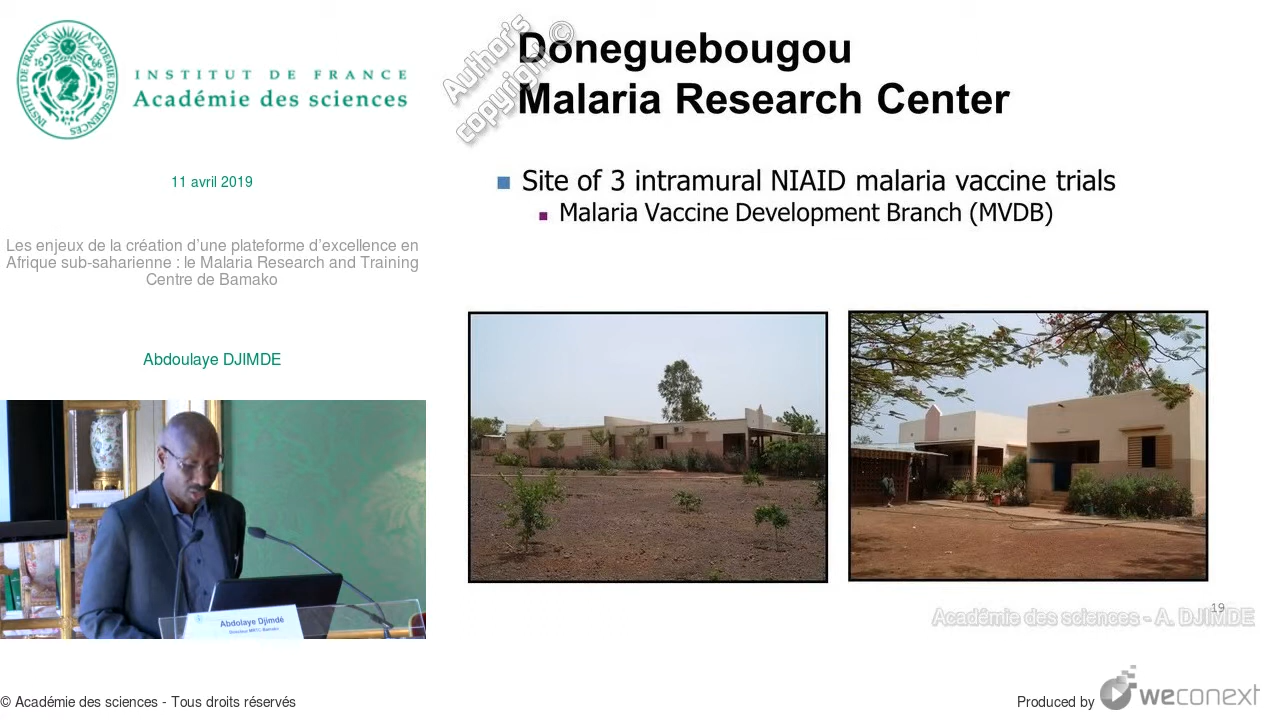 INSTITUT DE FRANCE
Académie des sciences
11 avril 2019
Les enjeux de la création d’une plateforme d’excellence en
Afrique sub-saharienne : le Malaria Research and Training
Centre de Bamako
Abdoulaye DJIMDE
Abdolaye Djimdé
Directeur MRTC-Bamako
Author's
copyright ©
Doneguebougou
Malaria Research Center
Site of 3 intramural NIAID malaria vaccine trials
Malaria Vaccine Development Branch (MVDB)
19
Académie des sciences - A. DJIMDE
© Académie des sciences - Tous droits réservés
Produced by weconext